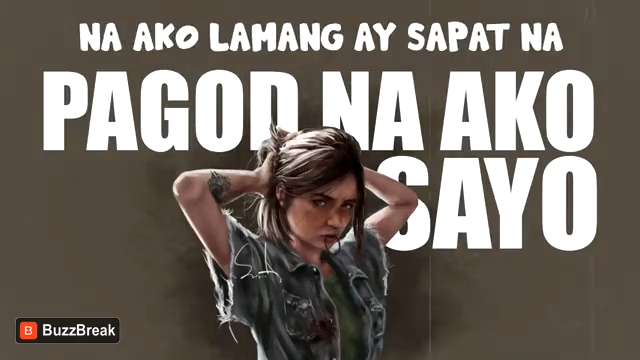 NA AKO LAMANG AY SAPAT NA
PAGOD NA AKO
SAYO
B BuzzBreak